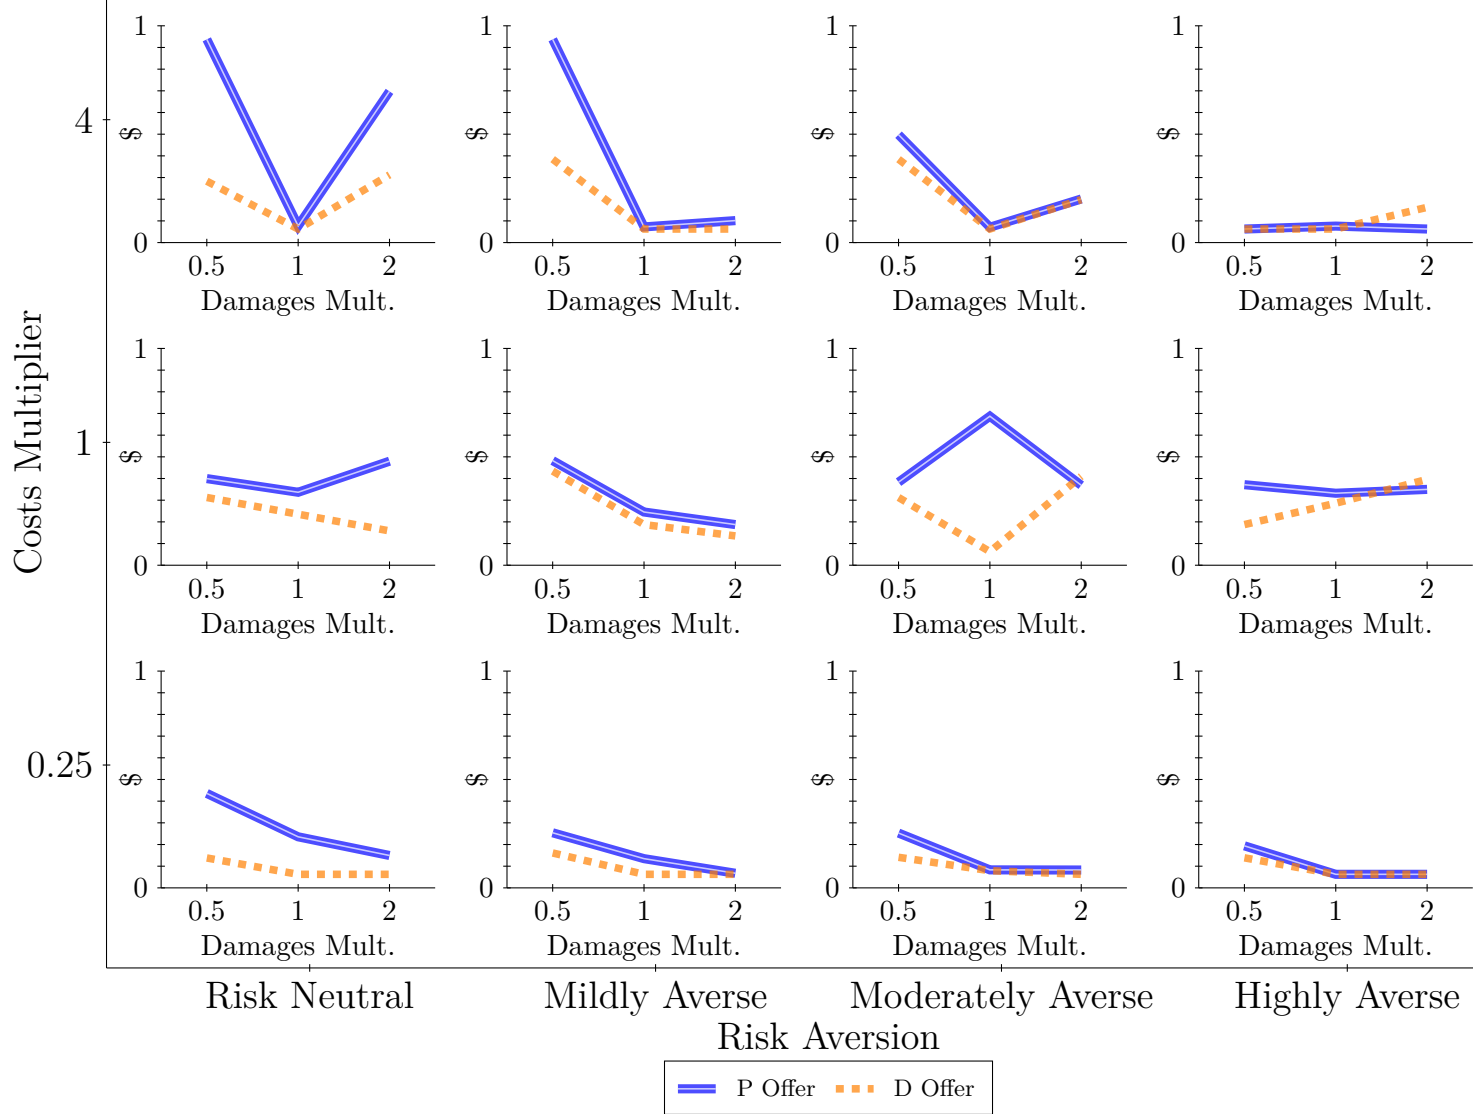 1 1 1 1
4 $ $ $ $
0 0 0 0
0.5 1 2 0.5 1 2 0.5 1 2 0.5 1 2
Damages Mult. Damages Mult. Damages Mult. Damages Mult.
Costs Multiplier
1 1 1 1
1 $ $ $ $
0 0 0 0
0.5 1 2 0.5 1 2 0.5 1 2 0.5 1 2
Damages Mult. Damages Mult. Damages Mult. Damages Mult.
1 1 1 1
0.25 $ $ $ $
0 0 0 0
0.5 1 2 0.5 1 2 0.5 1 2 0.5 1 2
Damages Mult. Damages Mult. Damages Mult. Damages Mult.
Risk Neutral Mildly Averse Moderately Averse Highly Averse
Risk Aversion
P Offer D Offer